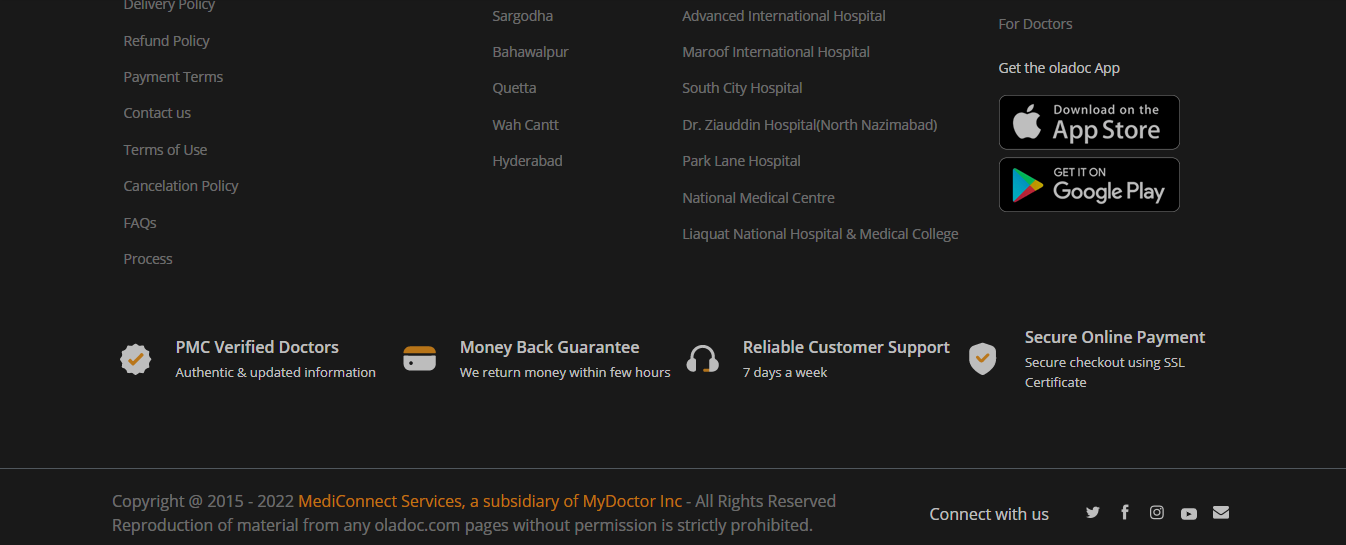 Delivery Policy
Refund Policy
Payment Terms
Contact us
Terms of Use
Cancelation Policy
FAQs
Process
Sargodha
Bahawalpur
Quetta
Wah Cantt
Hyderabad
Advanced International Hospital
Maroof International Hospital
South City Hospital
Dr. Ziauddin Hospital(North Nazimabad)
Park Lane Hospital
National Medical Centre
Liaquat National Hospital & Medical College
For Doctors
Get the oladoc App
Download on the
App Store
GET IT ON
Google Play
PMC Verified Doctors
Authentic & updated information
Money Back Guarantee
We return money within few hours
Reliable Customer Support
7 days a week
Secure Online Payment
Secure checkout using SSL
Certificate
Copyright @ 2015 - 2022 MediConnect Services, a subsidiary of MyDoctor Inc - All Rights Reserved
Reproduction of material from any oladoc.com pages without permission is strictly prohibited.
Connect with us